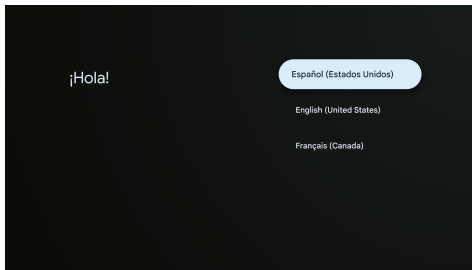 ¡Hola!
Español (Estados Unidos)
English (United States)
Français (Canada)